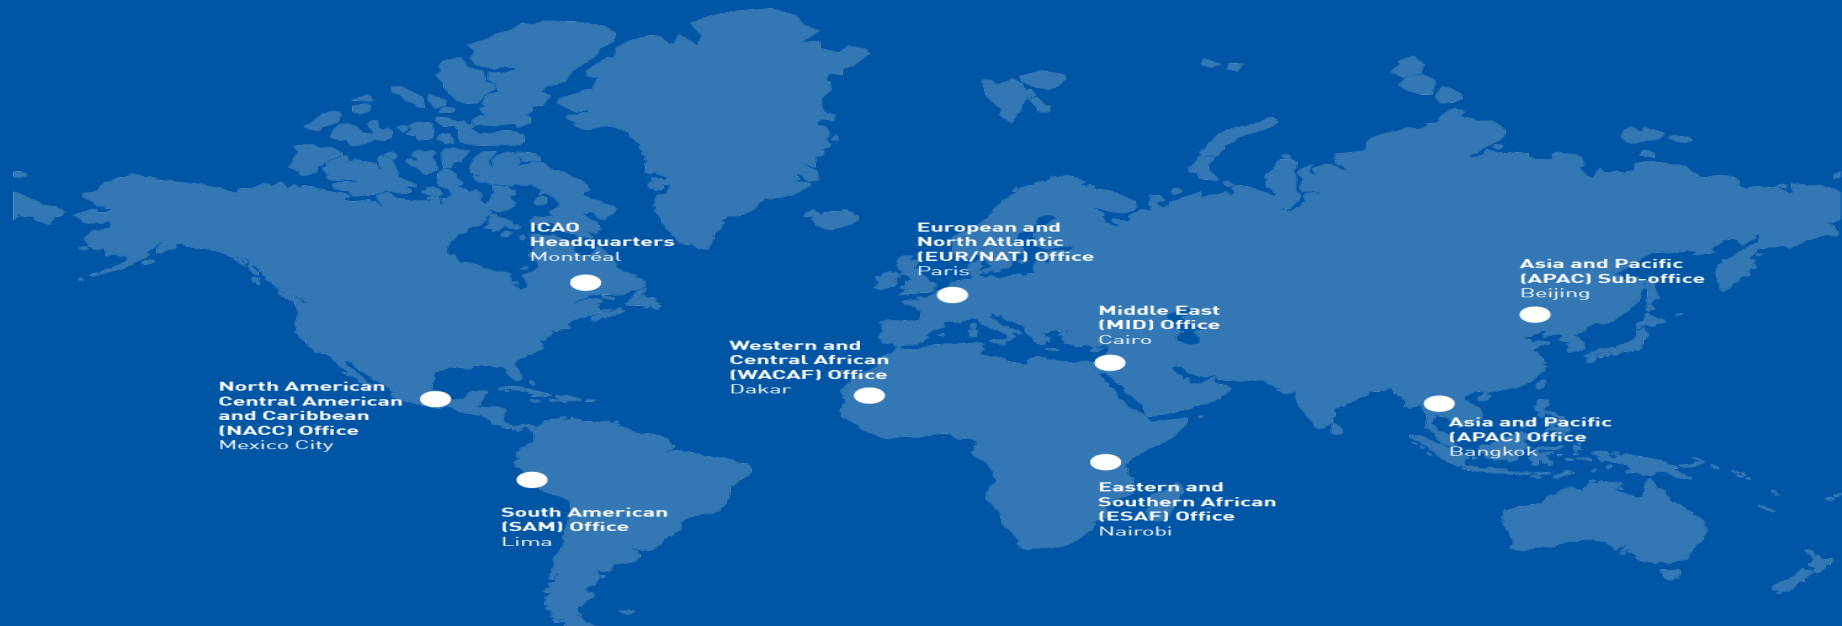 ICAO
Headquarters
Montréal
European and
North Atlantic
(EUR/NAT) Office
Paris
Asia and Pacific
(APAC) Sub-office
Beijing
Middle East
(MID) Office
Cairo
Western and
Central African
(WACAF) Office
Dakar
North American
Central American
and Caribbean
(NACC) Office
Mexico City
Asia and Pacific
(APAC) Office
Bangkok
South American
(SAM) Office
Lima
Eastern and
Southern African
(ESAF) Office
Nairobi